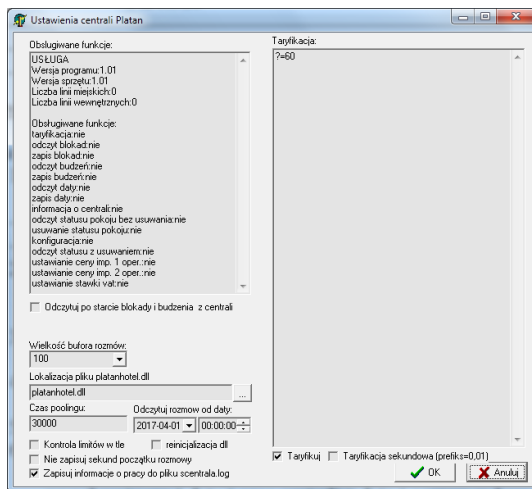 Ustawienia centrali Platan
Obsługiwane funkcje:
USŁUGA
Wersja programu:1.01
Wersja sprzętu:1.01
Liczba linii miejskich:0
Liczba linii wewnętrznych:0
Obsługiwane funkcje:
taryfikacja:nie
odczyt blokad:nie
zapis blokad:nie
odczyt budzeń:nie
zapis budzeń:nie
odczyt daty:nie
zapis daty:nie
informacja o centrali:nie
odczyt statusu pokoju bez usuwania:nie
usuwanie statusu pokoju:nie
konfiguracja:nie
odczyt statusu z usuwaniem:nie
ustawianie ceny imp. 1 oper.:nie
ustawianie ceny imp. 2 oper.:nie
ustawianie stawki vat:nie
Odczytuj po starcie blokady i budzenia z centrali
Wielkość bufora rozmów:
100
Lokalizacja pliku platanhotel.dll
platanhotel.dll
...
Czas poolingu:
30000
Odczytuj rozmow od daty:
2017-04-01 00:00:00
Kontrola limitów w tle
reinicjalizacja dll
Nie zapisuj sekund początku rozmowy
Zapisuj informacje o pracy do pliku scentrala.log
Taryfikacja:
?=60
Taryfikuj
Taryfikacja sekundowa (prefiks=0,01)
OK
Anuluj